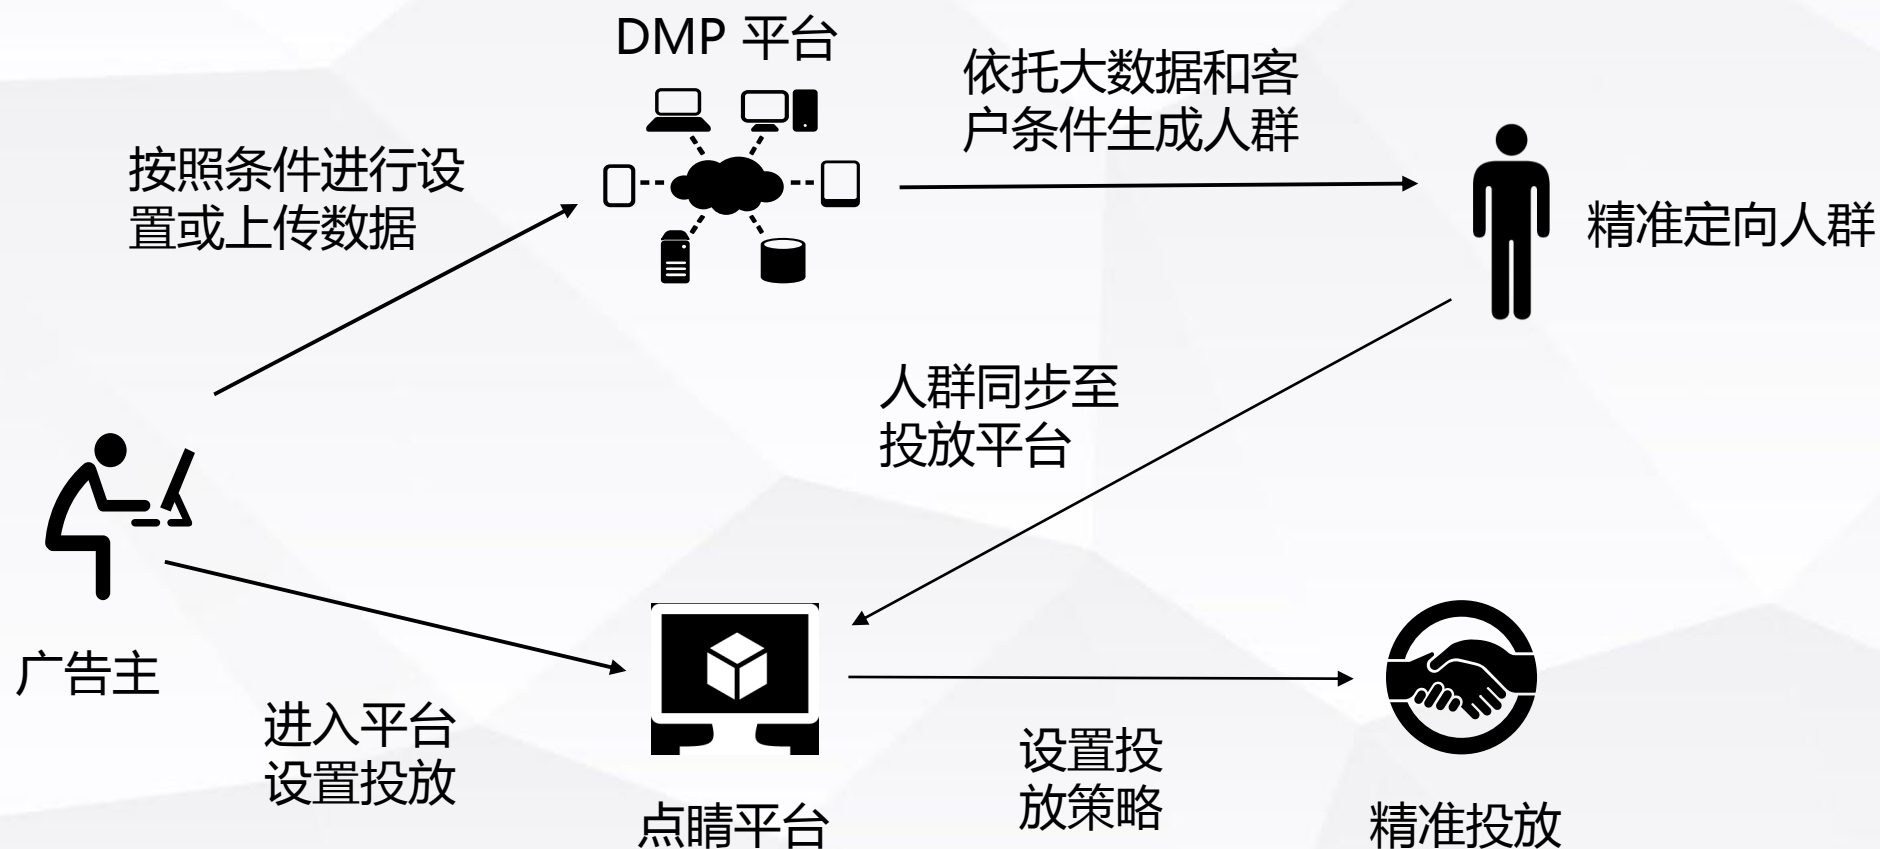 DMP 平台
依托大数据和客
户条件生成人群
按照条件进行设
置或上传数据
精准定向人群
人群同步至
投放平台
广告主
进入平台
设置投放
设置投
放策略
点睛平台
精准投放